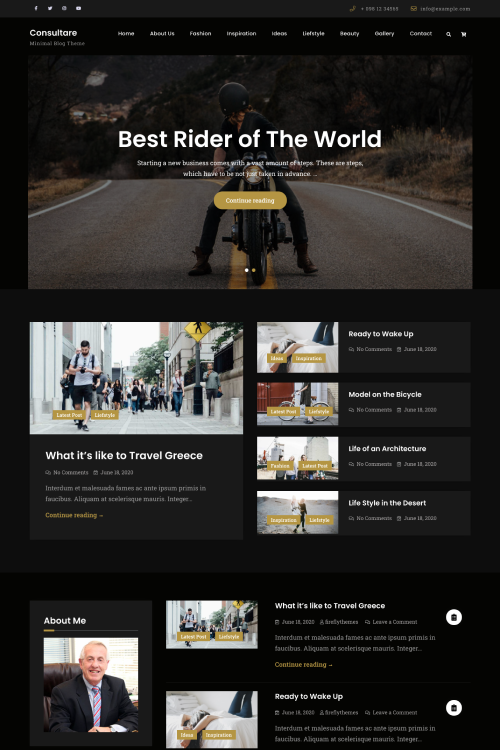 + 098 12 34566
info@example.com
Consultare
Minimal Blog Theme
Home About Us Fashion Inspiration Ideas Liefstyle Beauty Gallery Contact
Best Rider of The World
Starting a new business comes with a vast amount of steps. These are steps,
which have to be not just taken in advance. ...
Continue reading
Latest Post Liefstyle
What it's like to Travel Greece
No Comments June 18, 2020
Interdum et malesuada fames ac ante ipsum primis in
faucibus. Aliquam at scelerisque mauris. Integer...
Continue reading →
Ideas Inspiration
Ready to Wake Up
No Comments June 18, 2020
Latest Post Liefstyle
Model on the Bicycle
No Comments June 18, 2020
Fashion Latest Post
Life of an Architecture
No Comments June 18, 2020
Inspiration Liefstyle
Life Style in the Desert
No Comments June 18, 2020
About Me
Latest Post Liefstyle
What it's like to Travel Greece
June 18, 2020 fireflythemes Leave a Comment
Interdum et malesuada fames ac ante ipsum primis in
faucibus. Aliquam at scelerisque mauris. Integer...
Continue reading →
Ideas Inspiration
Ready to Wake Up
June 18, 2020 fireflythemes Leave a Comment
Interdum et malesuada fames ac ante ipsum primis in
faucibus. Aliquam at scelerisque mauris. Integer...